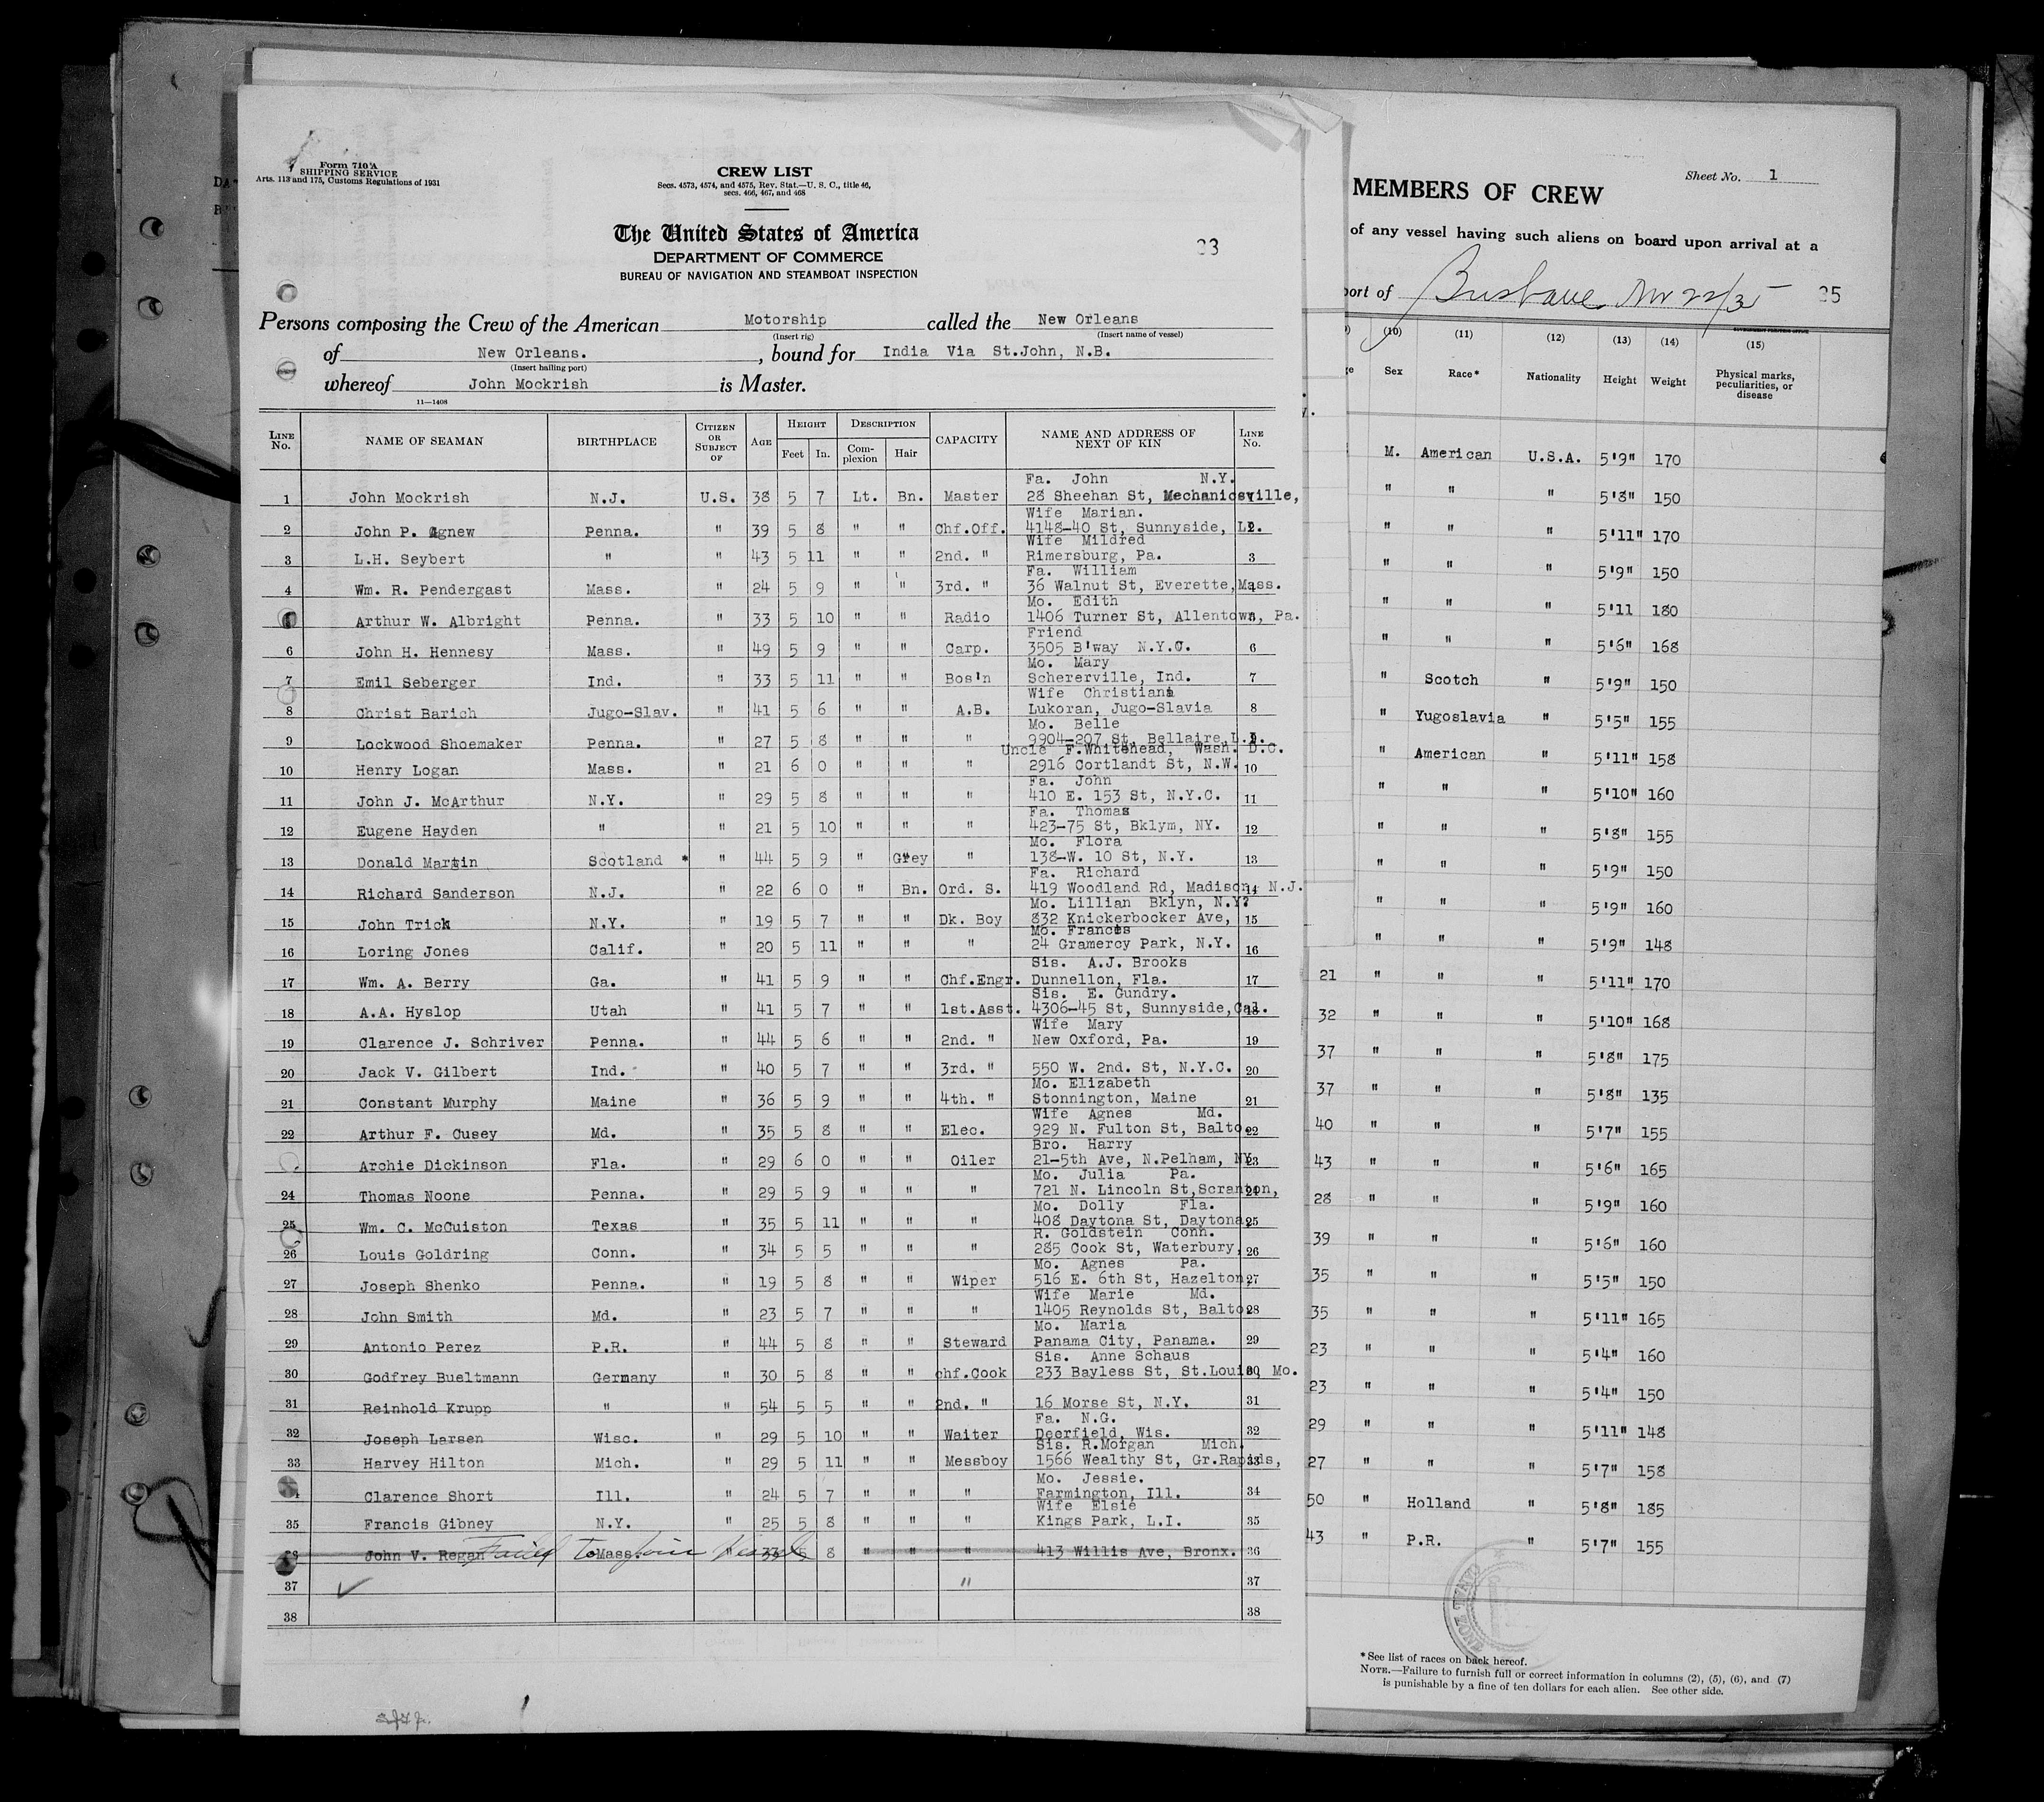 Form 710 A
SHIPPING SERVICE
Arts. 113 and 175, Customs Regulations of 1931
CREW LIST
Secs. 4573, 4574, and 4575, Rev. Stat.—U. S. C., title 46,
secs. 466, 467, and 468
The United States of America
DEPARTMENT OF COMMERCE
BUREAU OF NAVIGATION AND STEAMBOAT INSPECTION
33
Persons composing the Crew of the American Motorship called the New Orleans
(Insert rig) (Insert name of vessel)
of New Orleans. , bound for India Via St.John, N.B.
(Insert hailing port)
whereof John Mockrish is Master.
11—1408
LINE No. NAME OF SEAMAN BIRTHPLACE CITIZEN OR SUBJECT OF AGE HEIGHT Feet In. DESCRIPTION Complexion Hair CAPACITY NAME AND ADDRESS OF NEXT OF KIN LINE No.
Fa. John N.Y.
1 John Mockrish N.J. U.S. 38 5 7 Lt. Bn. Master 28 Sheehan St, Mechanicsville, 1
Wife Marian.
2 John P. Agnew Penna. " 39 5 8 " " Chf.Off. 4148-40 St, Sunnyside, L.I. 2
Wife Mildred
3 L.H. Seybert " " 43 5 11 " " 2nd. " Rimersburg, Pa. 3
Fa. William
4 Wm. R. Pendergast Mass. " 24 5 9 " " 3rd. " 36 Walnut St, Everette, Mass. 4
Mo. Edith
Arthur W. Albright Penna. " 33 5 10 " " Radio 1406 Turner St, Allentown, Pa. 5
Friend
6 John H. Hennesy Mass. " 49 5 9 " " Carp. 3505 B'way N.Y.C. 6
Mo. Mary
7 Emil Seberger Ind. " 33 5 11 " " Bos'n Schererville, Ind. 7
Wife Christiana
8 Christ Barich Jugo-Slav. " 41 5 6 " " A.B. Lukoran, Jugo-Slavia 8
Mo. Belle
9 Lockwood Shoemaker Penna. " 27 5 8 " " " 9904-207 St, Bellaire, L.I. 9
Uncle F.Whitehead, Wash. D.C.
10 Henry Logan Mass. " 21 6 0 " " " 2916 Cortlandt St, N.W. 10
Fa. John
11 John J. McArthur N.Y. " 29 5 8 " " " 410 E. 153 St, N.Y.C. 11
Fa. Thomas
12 Eugene Hayden " " 21 5 10 " " " 423-75 St, Bklym, NY. 12
Mo. Flora
13 Donald Martin Scotland * " 44 5 9 " Grey " 138-W. 10 St, N.Y. 13
Fa. Richard
14 Richard Sanderson N.J. " 22 6 0 " Bn. Ord. S. 419 Woodland Rd, Madison, N.J. 14
Mo. Lillian Bklyn, N.Y.
15 John Trick N.Y. " 19 5 7 " " Dk. Boy 832 Knickerbocker Ave, 15
Mo. Frances
16 Loring Jones Calif. " 20 5 11 " " " 24 Gramercy Park, N.Y. 16
Sis. A.J. Brooks
17 Wm. A. Berry Ga. " 41 5 9 " " Chf.Engr. Dunnellon, Fla. 17
Sis. E. Gundry.
18 A.A. Hyslop Utah " 41 5 7 " " 1st.Asst. 4306-45 St, Sunnyside, Cal. 18
Wife Mary
19 Clarence J. Schriver Penna. " 44 5 6 " " 2nd. " New Oxford, Pa. 19
20 Jack V. Gilbert Ind. " 40 5 7 " " 3rd. " 550 W. 2nd. St, N.Y.C. 20
Mo. Elizabeth
21 Constant Murphy Maine " 36 5 9 " " 4th. " Stonnington, Maine 21
Wife Agnes Md.
22 Arthur F. Cusey Md. " 35 5 8 " " Elec. 929 N. Fulton St, Balto. 22
Bro. Harry
Archie Dickinson Fla. " 29 6 0 " " Oiler 21-5th Ave, N.Pelham, NY. 23
Mo. Julia Pa.
24 Thomas Noone Penna. " 29 5 9 " " " 721 N. Lincoln St,Scranton, 24
Mo. Dolly Fla.
25 Wm. C. McCuiston Texas " 35 5 11 " " " 408 Daytona St, Daytona, 25
R. Goldstein Conn.
26 Louis Goldring Conn. " 34 5 5 " " " 285 Cook St, Waterbury, 26
Mo. Agnes Pa.
27 Joseph Shenko Penna. " 19 5 8 " " Wiper 516 E. 6th St, Hazelton, 27
Wife Marie Md.
28 John Smith Md. " 23 5 7 " " " 1405 Reynolds St, Balto. 28
Mo. Maria
29 Antonio Perez P.R. " 44 5 8 " " Steward Panama City, Panama. 29
Sis. Anne Schaus
30 Godfrey Bueltmann Germany " 30 5 8 " " chf.Cook 233 Bayless St, St.Louis, Mo. 30
31 Reinhold Krupp " " 54 5 5 " " 2nd. " 16 Morse St, N.Y. 31
Fa. N.G.
32 Joseph Larsen Wisc. " 29 5 10 " " Waiter Deerfield, Wis. 32
Sis. R.Morgan Mich.
33 Harvey Hilton Mich. " 29 5 11 " " Messboy 1566 Wealthy St, Gr.Rapids, 33
Mo. Jessie.
Clarence Short Ill. " 24 5 7 " " " Farmington, Ill. 34
Wife Elsie
35 Francis Gibney N.Y. " 25 5 8 " " " Kings Park, L.I. 35
John V. Regan Mass. " 33 5 8 " " " 413 Willis Ave, Bronx. 36
Failed to join Vessel
37 " 37
38 38
Sheet No. 1
MEMBERS OF CREW
of any vessel having such aliens on board upon arrival at a
port of Brisbane Nov 22/35 35
(10) (11) (12) (13) (14) (15)
Sex Race* Nationality Height Weight Physical marks, peculiarities, or disease
M. American U.S.A. 5'9" 170
" " " 5'8" 150
" " " 5'11" 170
" " " 5'9" 150
" " " 5'11 180
" " " 5'6" 168
" Scotch " 5'9" 150
" Yugoslavia " 5'5" 155
" American " 5'11" 158
" " " 5'10" 160
" " " 5'8" 155
" " " 5'9" 150
" " " 5'9" 160
" " " 5'9" 148
21 " " " 5'11" 170
32 " " " 5'10" 168
37 " " " 5'8" 175
37 " " " 5'8" 135
40 " " " 5'7" 155
43 " " " 5'6" 165
28 " " " 5'9" 160
39 " " " 5'6" 160
35 " " " 5'5" 150
35 " " " 5'11" 165
23 " " " 5'4" 160
23 " " " 5'4" 150
29 " " " 5'11" 148
27 " " " 5'7" 158
50 " Holland " 5'8" 185
43 " P.R. " 5'7" 155
CANAL ZONE
*See list of races on back hereof.
NOTE.—Failure to furnish full or correct information in columns (2), (5), (6), and (7)
is punishable by a fine of ten dollars for each alien. See other side.